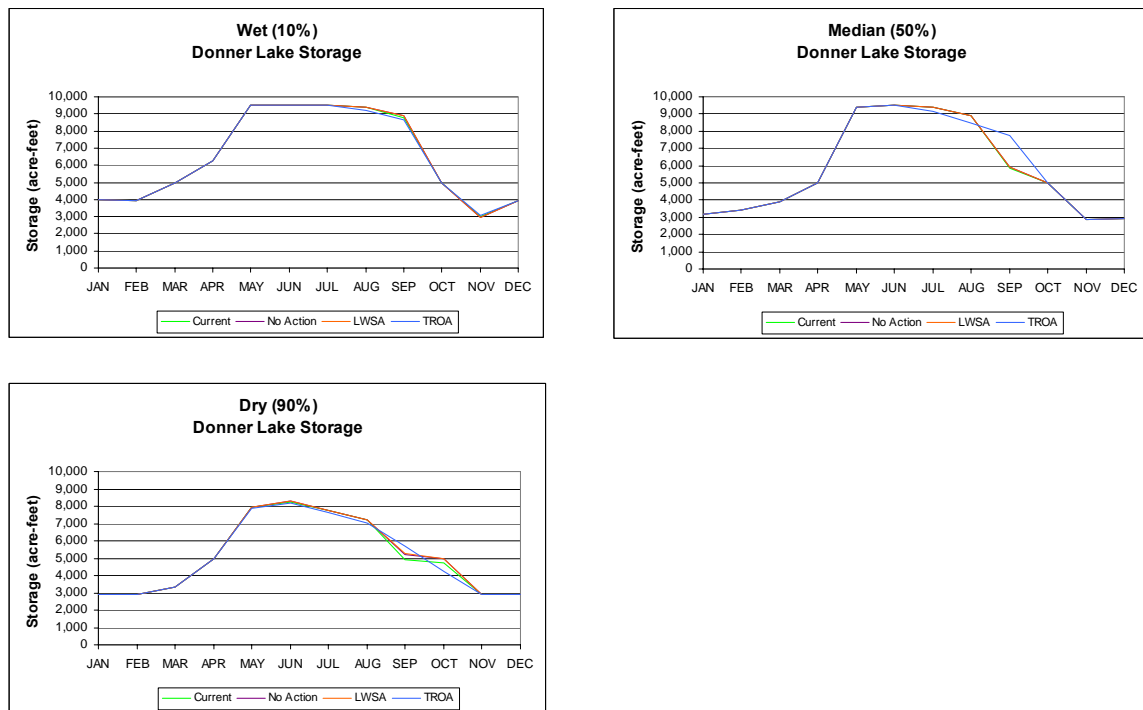 Wet (10%)
Donner Lake Storage
Storage (acre-feet)
10,000
9,000
8,000
7,000
6,000
5,000
4,000
3,000
2,000
1,000
0
JAN FEB MAR APR MAY JUN JUL AUG SEP OCT NOV DEC
Current No Action LWSA TROA
Median (50%)
Donner Lake Storage
Storage (acre-feet)
10,000
9,000
8,000
7,000
6,000
5,000
4,000
3,000
2,000
1,000
0
JAN FEB MAR APR MAY JUN JUL AUG SEP OCT NOV DEC
Current No Action LWSA TROA
Dry (90%)
Donner Lake Storage
Storage (acre-feet)
10,000
9,000
8,000
7,000
6,000
5,000
4,000
3,000
2,000
1,000
0
JAN FEB MAR APR MAY JUN JUL AUG SEP OCT NOV DEC
Current No Action LWSA TROA